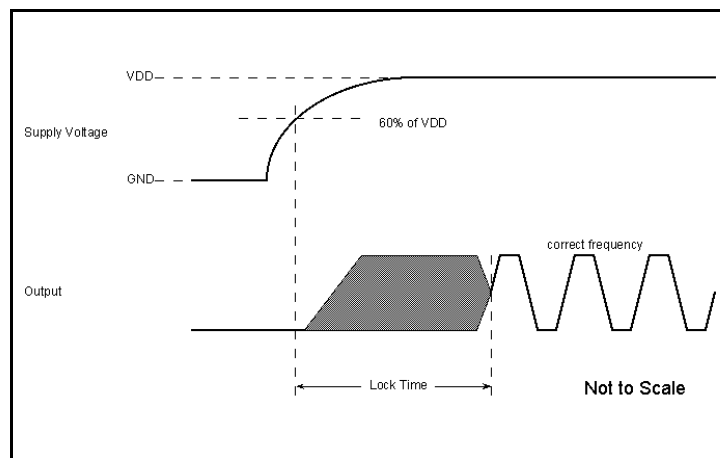 VDD
60% of VDD
Supply Voltage
GND
correct frequency
Output
Lock Time
Not to Scale